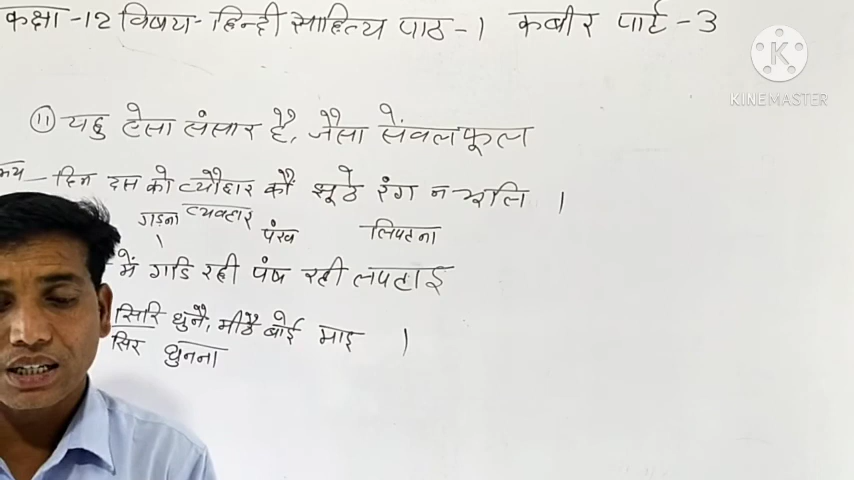 कक्षा -12 विषय- हिन्दी साहित्य पाठ-1 कबीर पार्ट -3
KINEMASTER
⑪ यहु ऐसा संसार है, जैसा सेंवलफूल
दिन दस को व्यौहार कौं झूठे रंग न भूलि ।
गड़ना व्यवहार पंख लिपटना
में गाडि रही पंष रही लपटाई
सिरि धुनै, मीठै बोई माइ ।
सिर धुनना